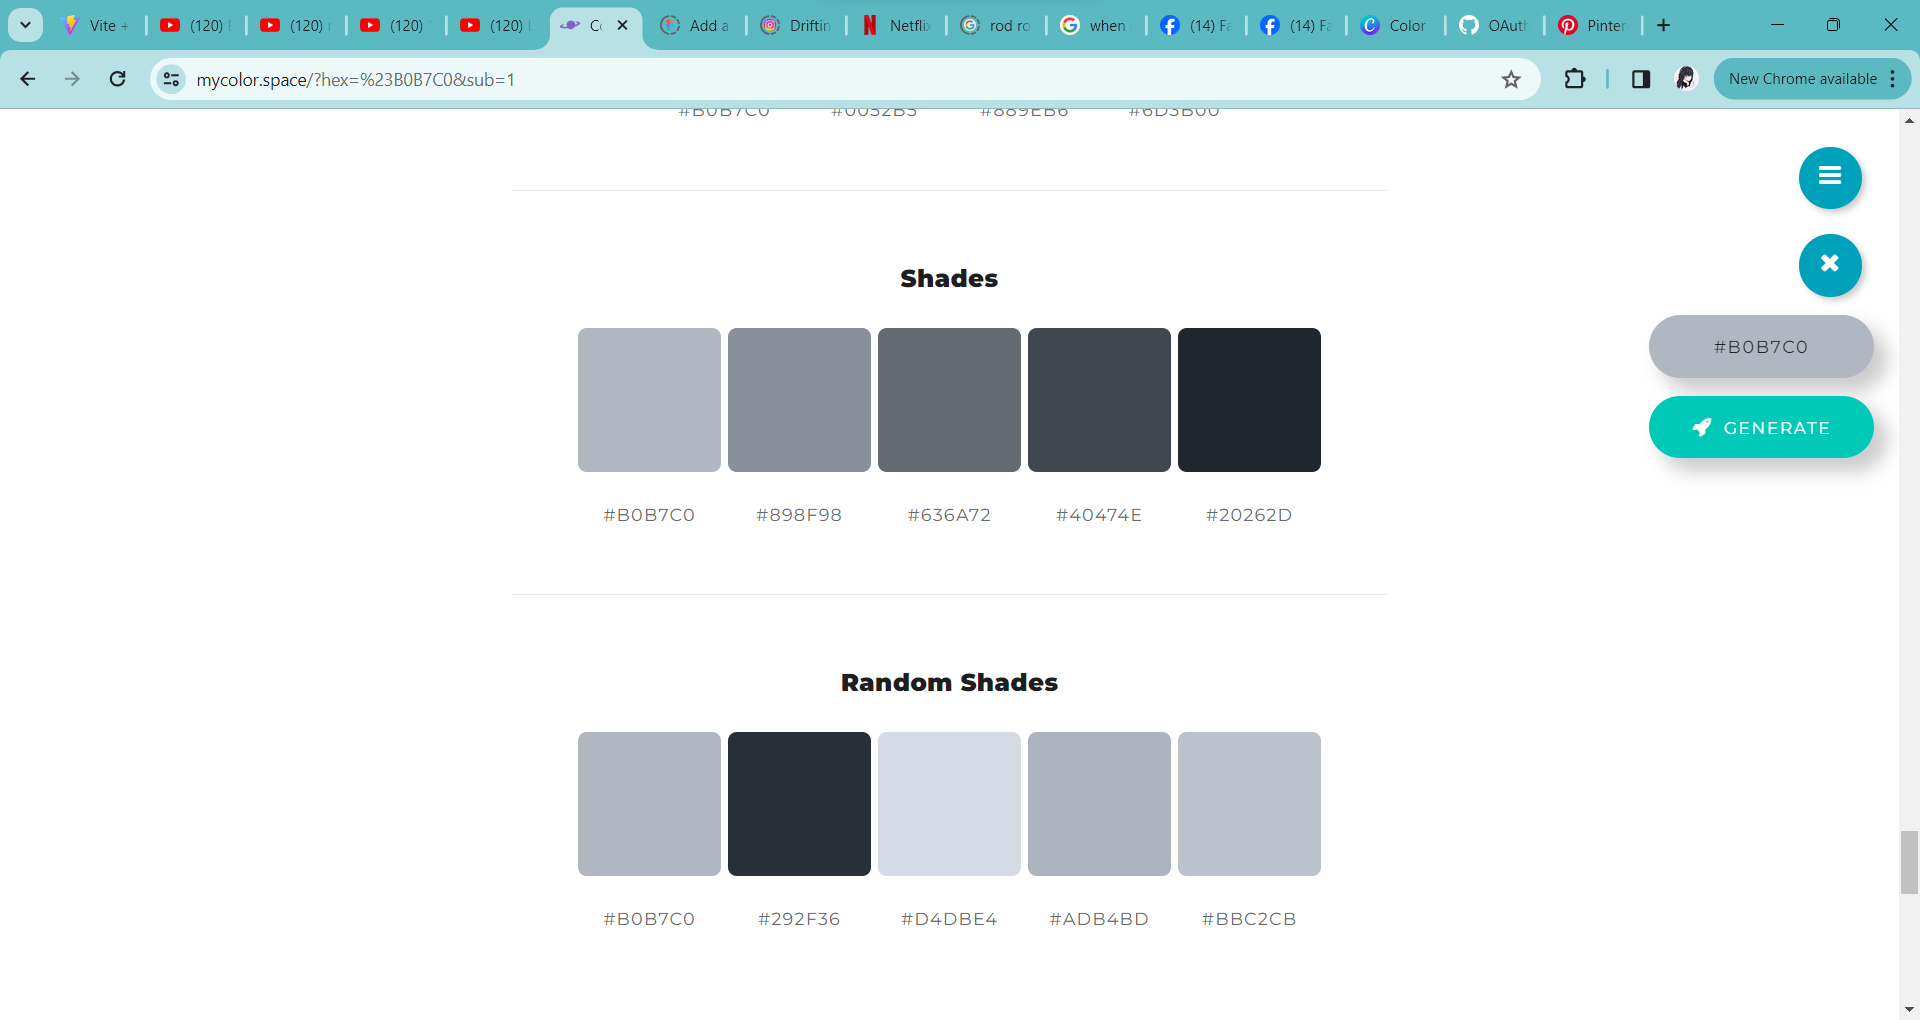 Vite + (120) (120) (120) (120) Add a Driftin Netflix rod ro when (14) Fa (14) Fa Color OAuth Pinter
mycolor.space/?hex=%23B0B7C0&sub=1 New Chrome available
#B0B7C0 #0052B5 #889EB6 #6D3B00
Shades
#B0B7C0
GENERATE
#B0B7C0 #898F98 #636A72 #40474E #20262D
Random Shades
#B0B7C0 #292F36 #D4DBE4 #ADB4BD #BBC2CB